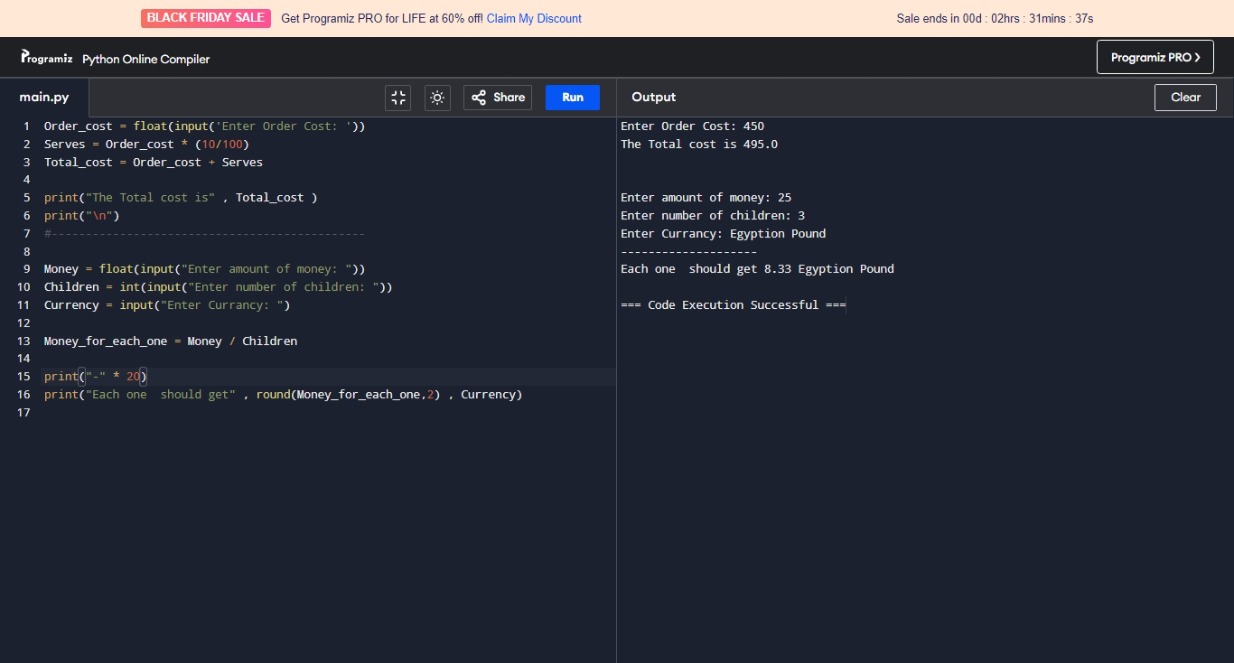 BLACK FRIDAY SALE Get Programiz PRO for LIFE at 60% off! Claim My Discount Sale ends in 00d : 02hrs : 31mins : 37s
Programiz Python Online Compiler Programiz PRO >
main.py Share Run
1 Order_cost = float(input('Enter Order Cost: '))
2 Serves = Order_cost * (10/100)
3 Total_cost = Order_cost + Serves
4
5 print("The Total cost is" , Total_cost )
6 print("\n")
7 #----------------------------------------------
8
9 Money = float(input("Enter amount of money: "))
10 Children = int(input("Enter number of children: "))
11 Currency = input("Enter Currancy: ")
12
13 Money_for_each_one = Money / Children
14
15 print("-" * 20)
16 print("Each one  should get" , round(Money_for_each_one,2) , Currency)
17
Output Clear
Enter Order Cost: 450
The Total cost is 495.0
Enter amount of money: 25
Enter number of children: 3
Enter Currancy: Egyption Pound
--------------------
Each one  should get 8.33 Egyption Pound
=== Code Execution Successful ===